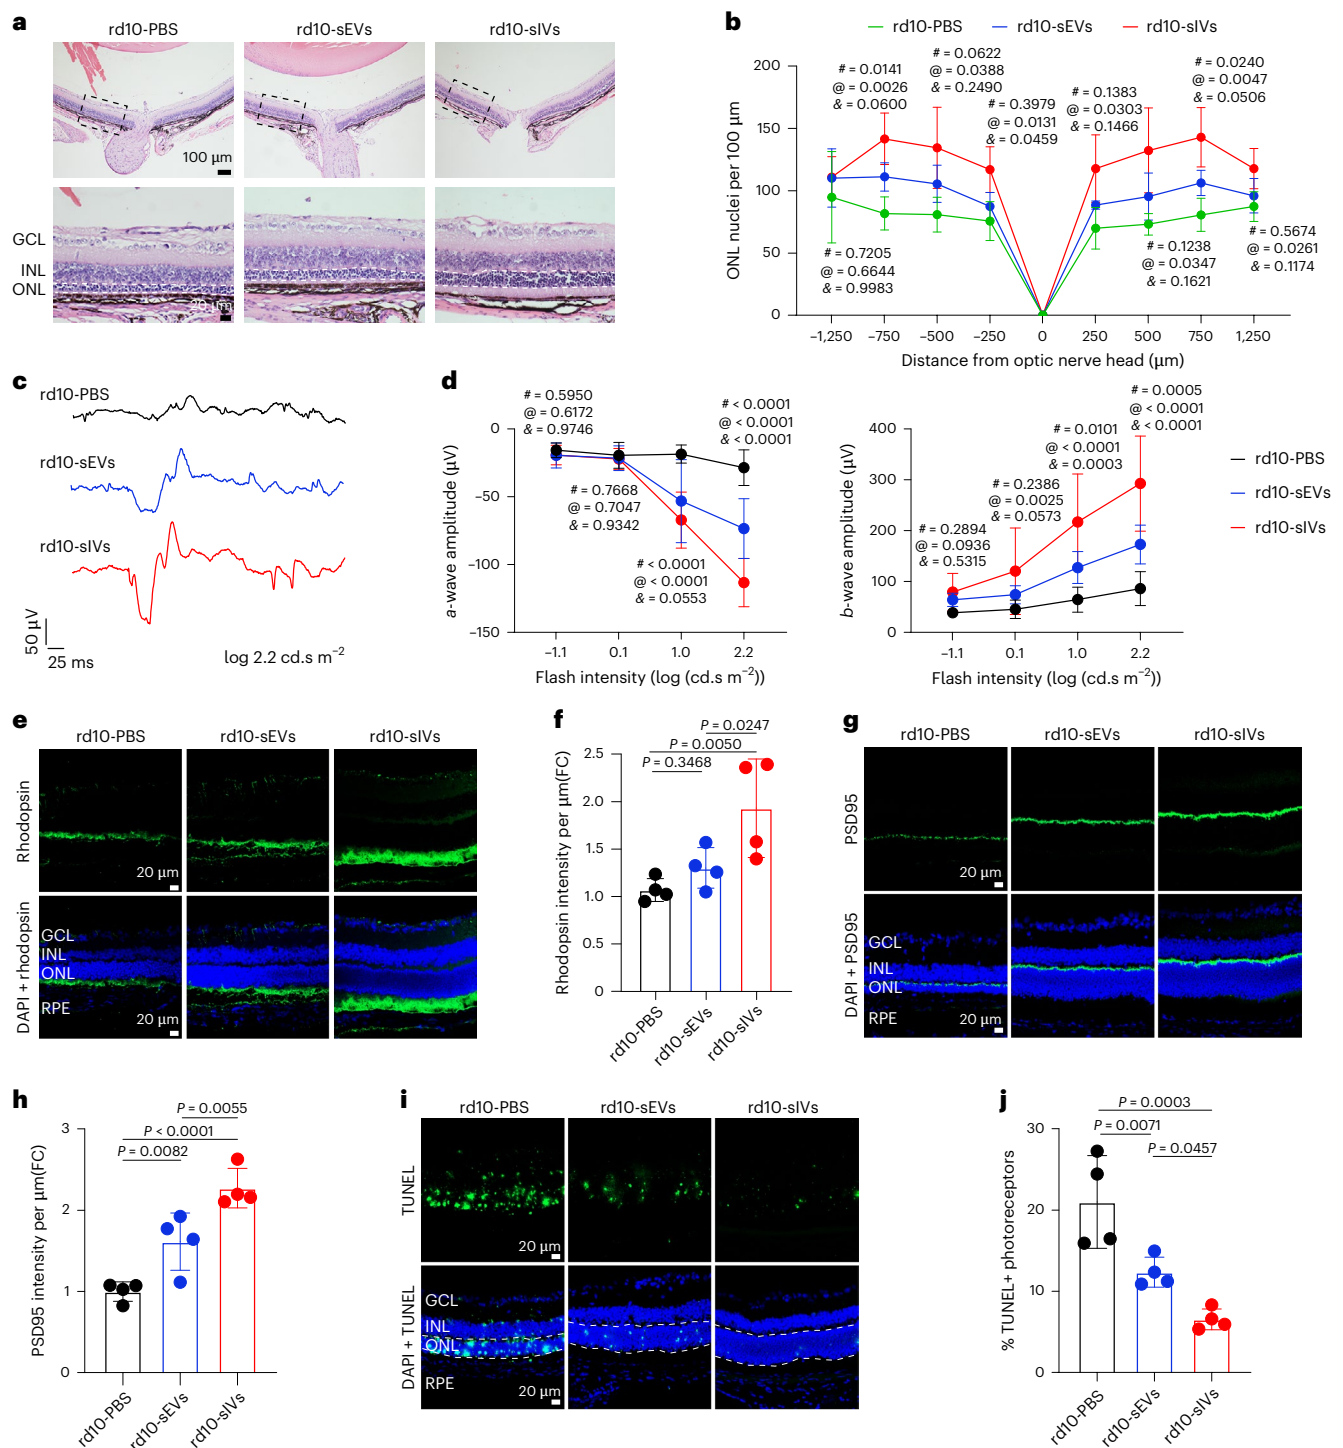 a
rd10-PBS
rd10-sEVs
rd10-sIVs
100 µm
GCL
INL
ONL
20 µm
b
rd10-PBS
rd10-sEVs
rd10-sIVs
ONL nuclei per 100 µm
200
150
100
50
0
# = 0.0141
@ = 0.0026
& = 0.0600
# = 0.0622
@ = 0.0388
& = 0.2490
# = 0.3979
@ = 0.0131
& = 0.0459
# = 0.1383
@ = 0.0303
& = 0.1466
# = 0.0240
@ = 0.0047
& = 0.0506
# = 0.7205
@ = 0.6644
& = 0.9983
# = 0.1238
@ = 0.0347
& = 0.1621
# = 0.5674
@ = 0.0261
& = 0.1174
−1,250 −750 −500 −250 0 250 500 750 1,250
Distance from optic nerve head (µm)
c
rd10-PBS
rd10-sEVs
rd10-sIVs
50 µV
25 ms
log 2.2 cd.s m−2
d
a-wave amplitude (µV)
0
−50
−100
−150
# = 0.5950
@ = 0.6172
& = 0.9746
# < 0.0001
@ < 0.0001
& < 0.0001
# = 0.7668
@ = 0.7047
& = 0.9342
# < 0.0001
@ < 0.0001
& = 0.0553
−1.1 0.1 1.0 2.2
Flash intensity (log (cd.s m−2))
b-wave amplitude (µV)
400
300
200
100
0
# = 0.2894
@ = 0.0936
& = 0.5315
# = 0.2386
@ = 0.0025
& = 0.0573
# = 0.0101
@ < 0.0001
& = 0.0003
# = 0.0005
@ < 0.0001
& < 0.0001
−1.1 0.1 1.0 2.2
Flash intensity (log (cd.s m−2))
rd10-PBS
rd10-sEVs
rd10-sIVs
e
rd10-PBS
rd10-sEVs
rd10-sIVs
Rhodopsin
20 µm
DAPI + rhodopsin
GCL
INL
ONL
RPE
20 µm
f
Rhodopsin intensity per µm(FC)
P = 0.0247
P = 0.0050
P = 0.3468
2.5
2.0
1.5
1.0
0.5
0
rd10-PBS
rd10-sEVs
rd10-sIVs
g
rd10-PBS
rd10-sEVs
rd10-sIVs
PSD95
20 µm
DAPI + PSD95
GCL
INL
ONL
RPE
20 µm
h
PSD95 intensity per µm(FC)
P = 0.0055
P < 0.0001
P = 0.0082
3
2
1
0
rd10-PBS
rd10-sEVs
rd10-sIVs
i
rd10-PBS
rd10-sEVs
rd10-sIVs
TUNEL
20 µm
DAPI + TUNEL
GCL
INL
ONL
RPE
20 µm
j
% TUNEL+ photoreceptors
P = 0.0003
P = 0.0071
P = 0.0457
30
20
10
0
rd10-PBS
rd10-sEVs
rd10-sIVs